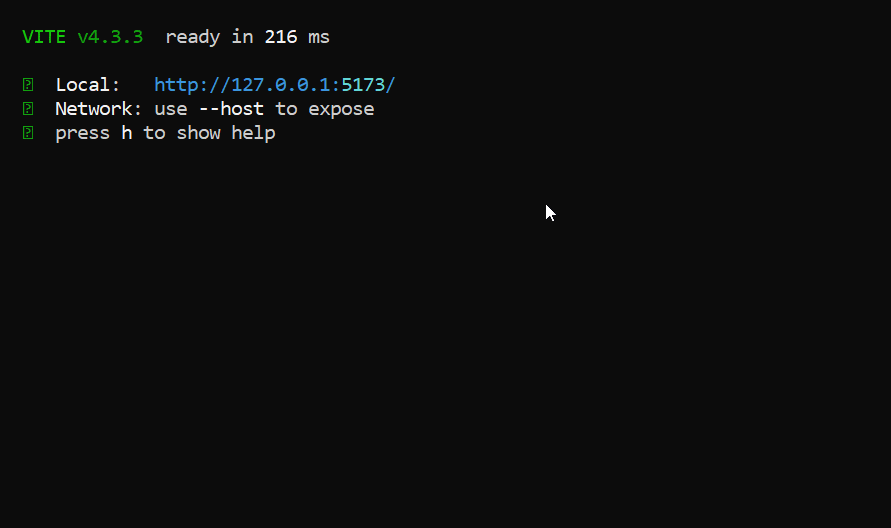 VITE v4.3.3 ready in 216 ms
Local: http://127.0.0.1:5173/
Network: use --host to expose
press h to show help